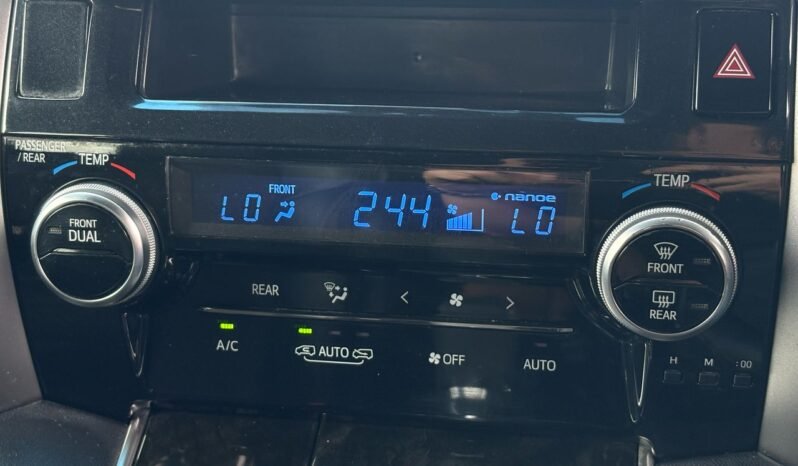 PASSENGER
/ REAR
TEMP
FRONT
DUAL
FRONT
LO
244
nanoe
LO
TEMP
FRONT
REAR
REAR
A/C
AUTO
OFF
AUTO
H
M
:00